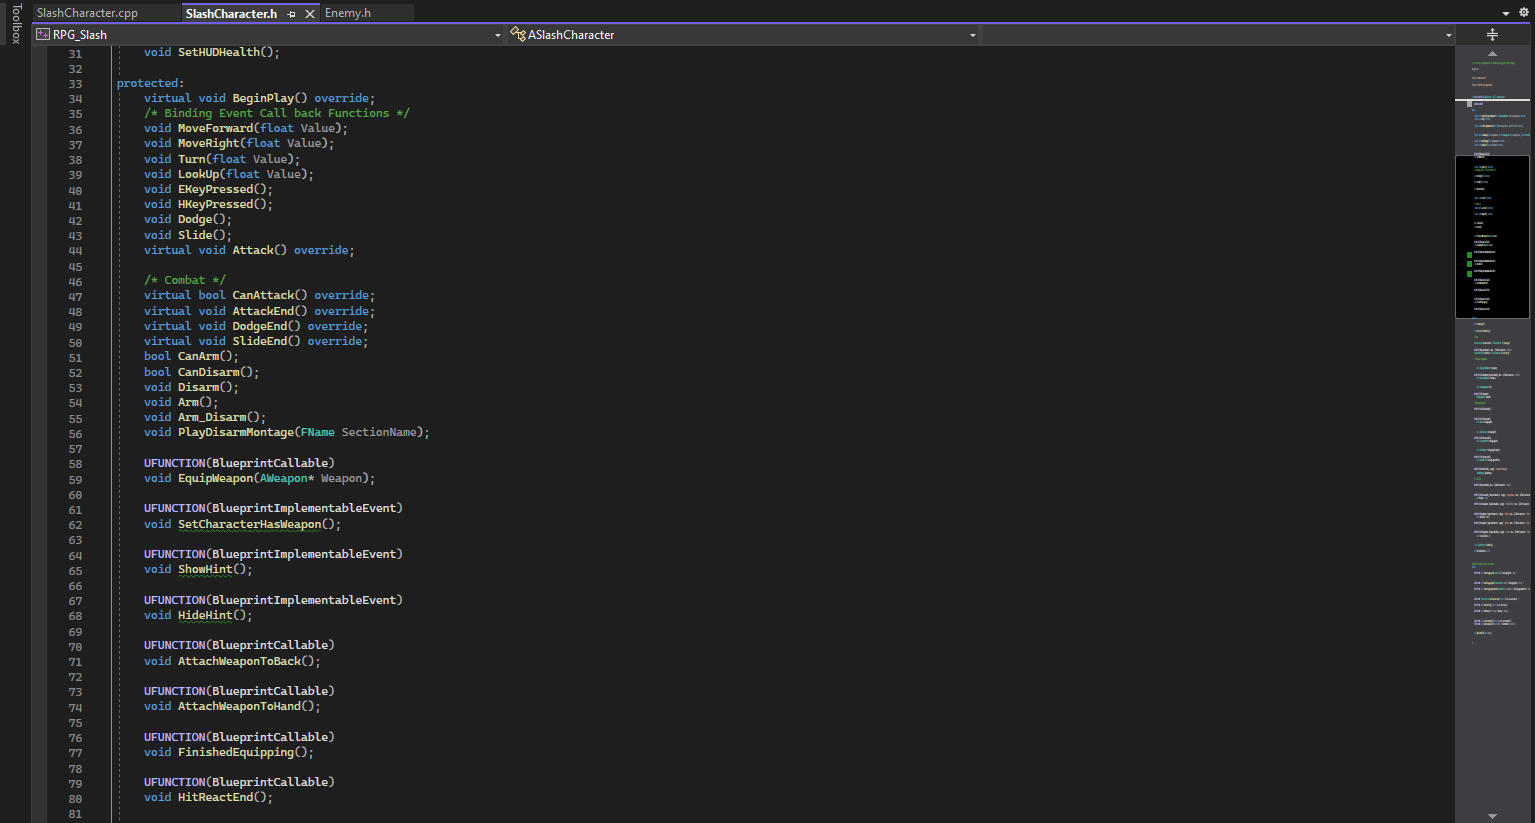 Toolbox
SlashCharacter.cpp
SlashCharacter.h
Enemy.h
RPG_Slash
ASlashCharacter
31 void SetHUDHealth();
32
33 protected:
34 virtual void BeginPlay() override;
35 /* Binding Event Call back Functions */
36 void MoveForward(float Value);
37 void MoveRight(float Value);
38 void Turn(float Value);
39 void LookUp(float Value);
40 void EKeyPressed();
41 void HKeyPressed();
42 void Dodge();
43 void Slide();
44 virtual void Attack() override;
45
46 /* Combat */
47 virtual bool CanAttack() override;
48 virtual void AttackEnd() override;
49 virtual void DodgeEnd() override;
50 virtual void SlideEnd() override;
51 bool CanArm();
52 bool CanDisarm();
53 void Disarm();
54 void Arm();
55 void Arm_Disarm();
56 void PlayDisarmMontage(FName SectionName);
57
58 UFUNCTION(BlueprintCallable)
59 void EquipWeapon(AWeapon* Weapon);
60
61 UFUNCTION(BlueprintImplementableEvent)
62 void SetCharacterHasWeapon();
63
64 UFUNCTION(BlueprintImplementableEvent)
65 void ShowHint();
66
67 UFUNCTION(BlueprintImplementableEvent)
68 void HideHint();
69
70 UFUNCTION(BlueprintCallable)
71 void AttachWeaponToBack();
72
73 UFUNCTION(BlueprintCallable)
74 void AttachWeaponToHand();
75
76 UFUNCTION(BlueprintCallable)
77 void FinishedEquipping();
78
79 UFUNCTION(BlueprintCallable)
80 void HitReactEnd();
81